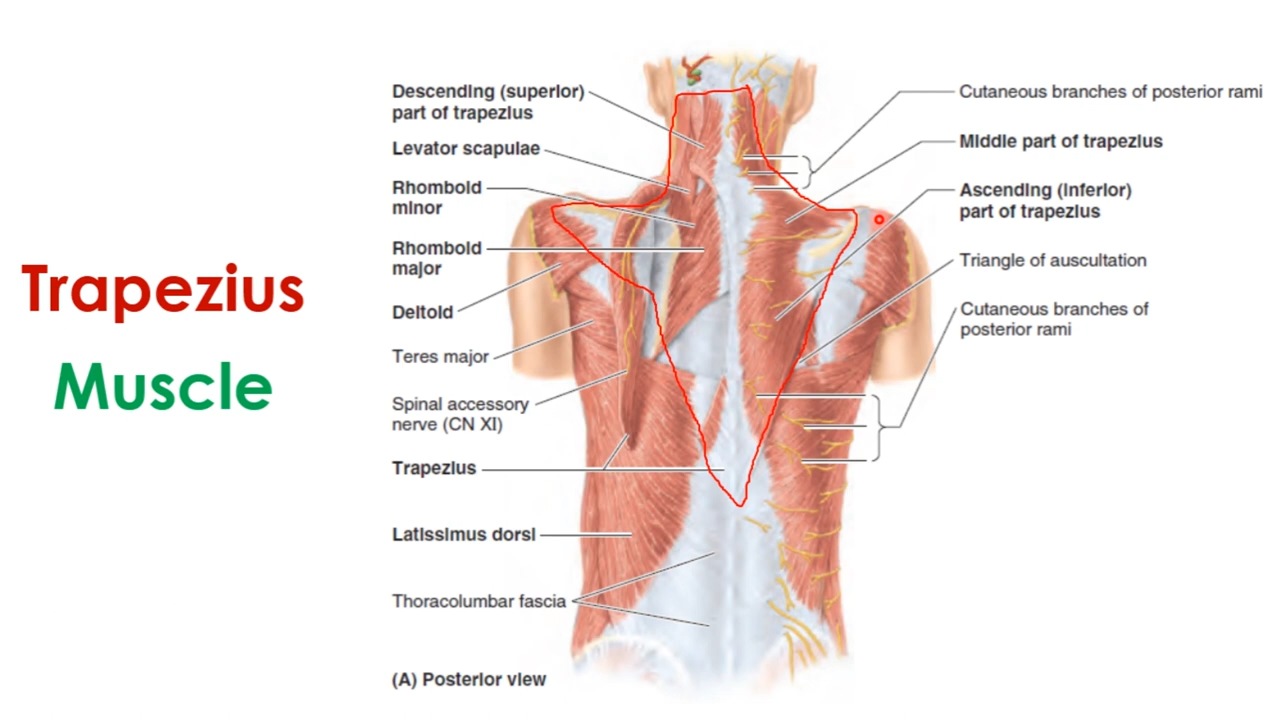 Trapezius
Muscle
Descending (superior)
part of trapezius
Levator scapulae
Rhomboid
minor
Rhomboid
major
Deltoid
Teres major
Spinal accessory
nerve (CN XI)
Trapezius
Latissimus dorsi
Thoracolumbar fascia
(A) Posterior view
Cutaneous branches of posterior rami
Middle part of trapezius
Ascending (inferior)
part of trapezius
Triangle of auscultation
Cutaneous branches of
posterior rami